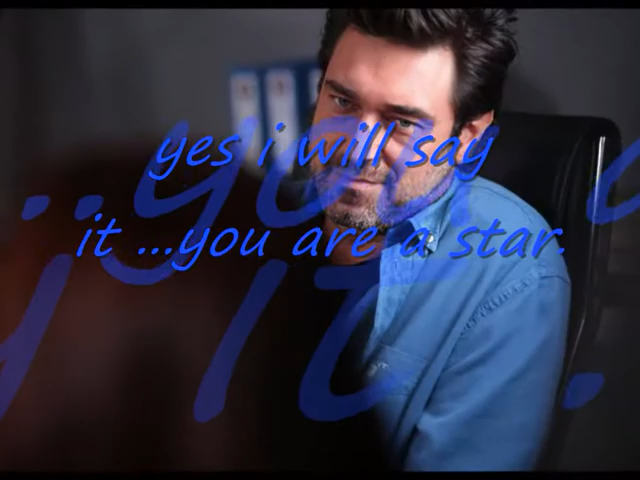 yes i will say
it ...you are a star.